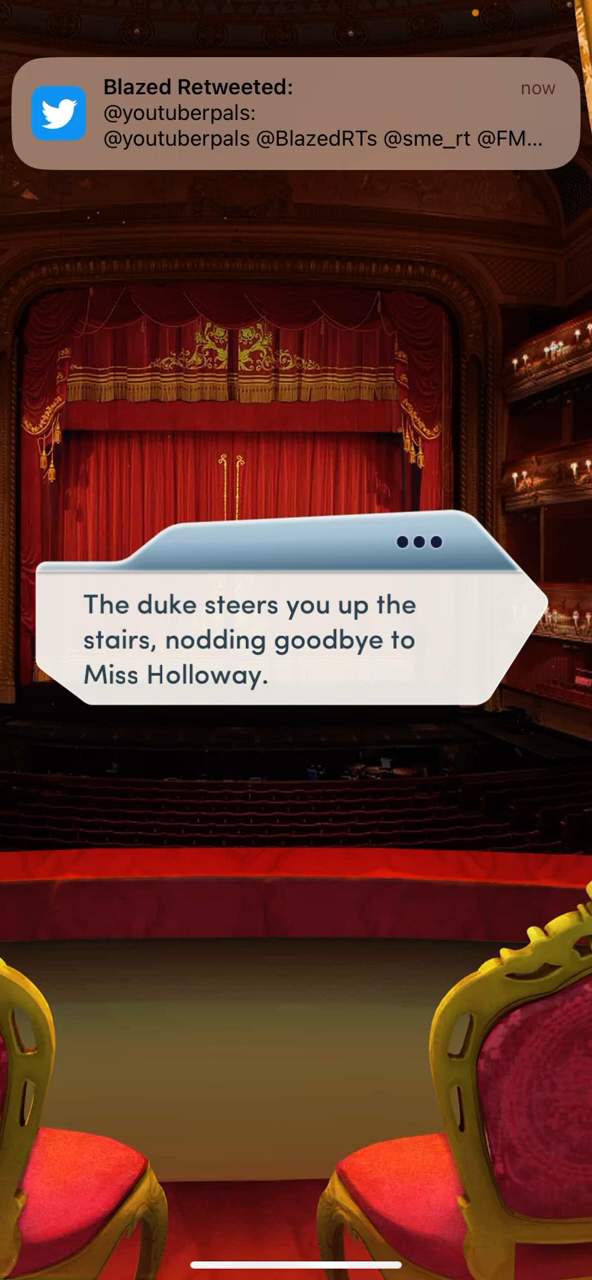 Blazed Retweeted:
now
@youtuberpals:
@youtuberpals @BlazedRTs @sme_rt @FM...
The duke steers you up the
stairs, nodding goodbye to
Miss Holloway.